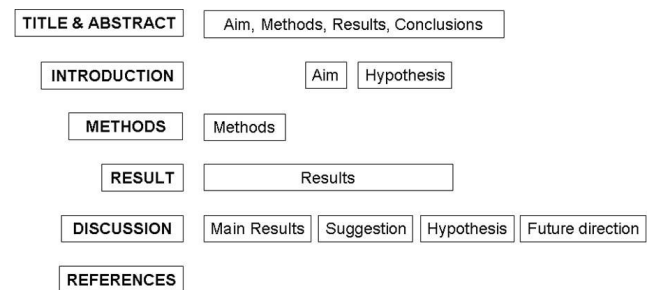 TITLE & ABSTRACT Aim, Methods, Results, Conclusions
INTRODUCTION Aim Hypothesis
METHODS Methods
RESULT Results
DISCUSSION Main Results Suggestion Hypothesis Future direction
REFERENCES